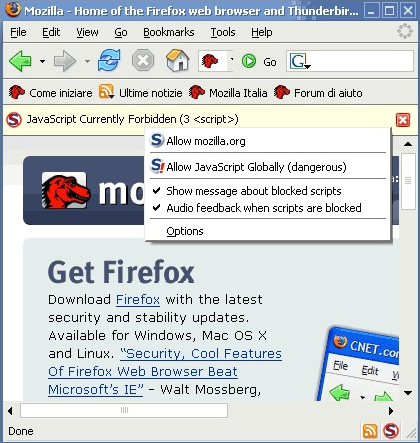 Mozilla - Home of the Firefox web browser and Thunderbir...
File Edit View Go Bookmarks Tools Help
Go G
Come iniziare Ultime notizie Mozilla Italia Forum di aiuto
JavaScript Currently Forbidden (3 <script>)
Allow mozilla.org
Allow JavaScript Globally (dangerous)
Show message about blocked scripts
Audio feedback when scripts are blocked
Options
mo
Get Firefox
Download Firefox with the latest
security and stability updates.
Available for Windows, Mac OS X
and Linux. “Security, Cool Features
Of Firefox Web Browser Beat
Microsoft’s IE” - Walt Mossberg,
CNET.co
File Edit Vi
Done